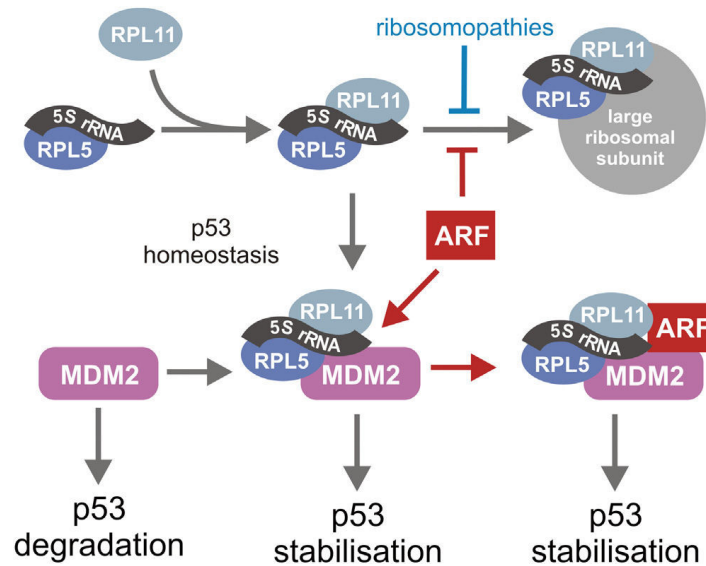 RPL11
ribosomopathies
RPL11
5S rRNA
RPL5
RPL11
5S rRNA
RPL5
5S rRNA
RPL5
large
ribosomal
subunit
p53
homeostasis
ARF
RPL11
5S rRNA
RPL5
MDM2
RPL11
ARF
5S rRNA
RPL5
MDM2
MDM2
p53
degradation
p53
stabilisation
p53
stabilisation